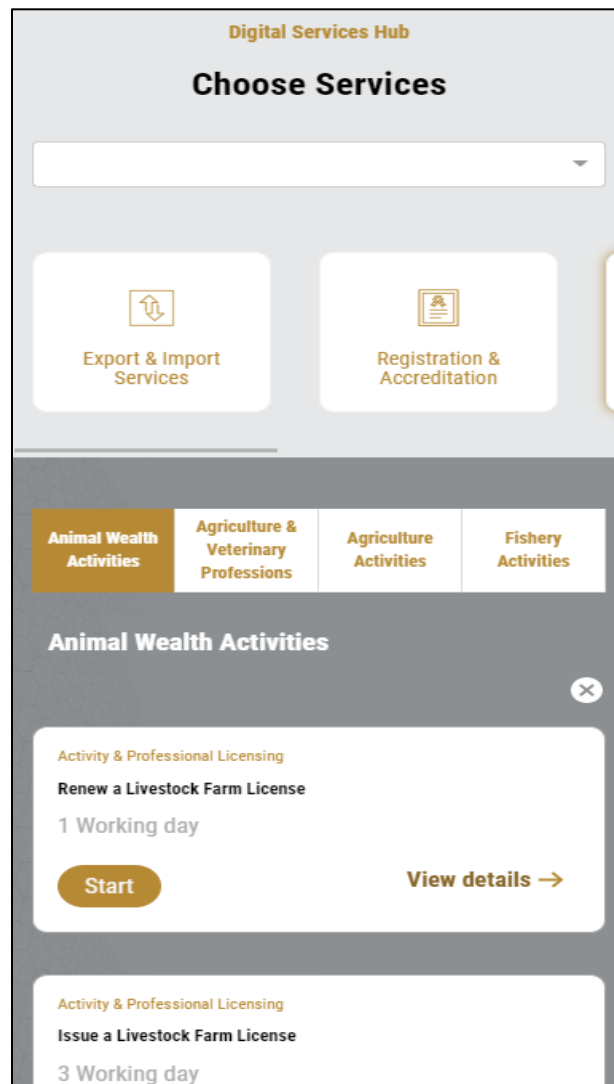 Digital Services Hub
Choose Services
Export & Import
Services
Registration &
Accreditation
Animal Wealth
Activities
Agriculture &
Veterinary
Professions
Agriculture
Activities
Fishery
Activities
Animal Wealth Activities
Activity & Professional Licensing
Renew a Livestock Farm License
1 Working day
Start
View details
Activity & Professional Licensing
Issue a Livestock Farm License
3 Working day